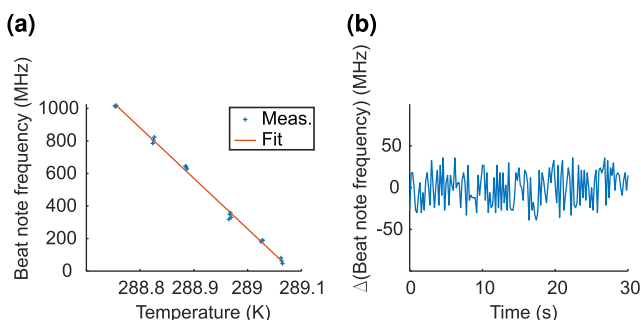 (a)
Beat note frequency (MHz)
1000
800
600
400
200
0
288.8 288.9 289 289.1
Temperature (K)
Meas.
Fit
(b)
Δ(Beat note frequency) (MHz)
50
0
-50
0 10 20 30
Time (s)